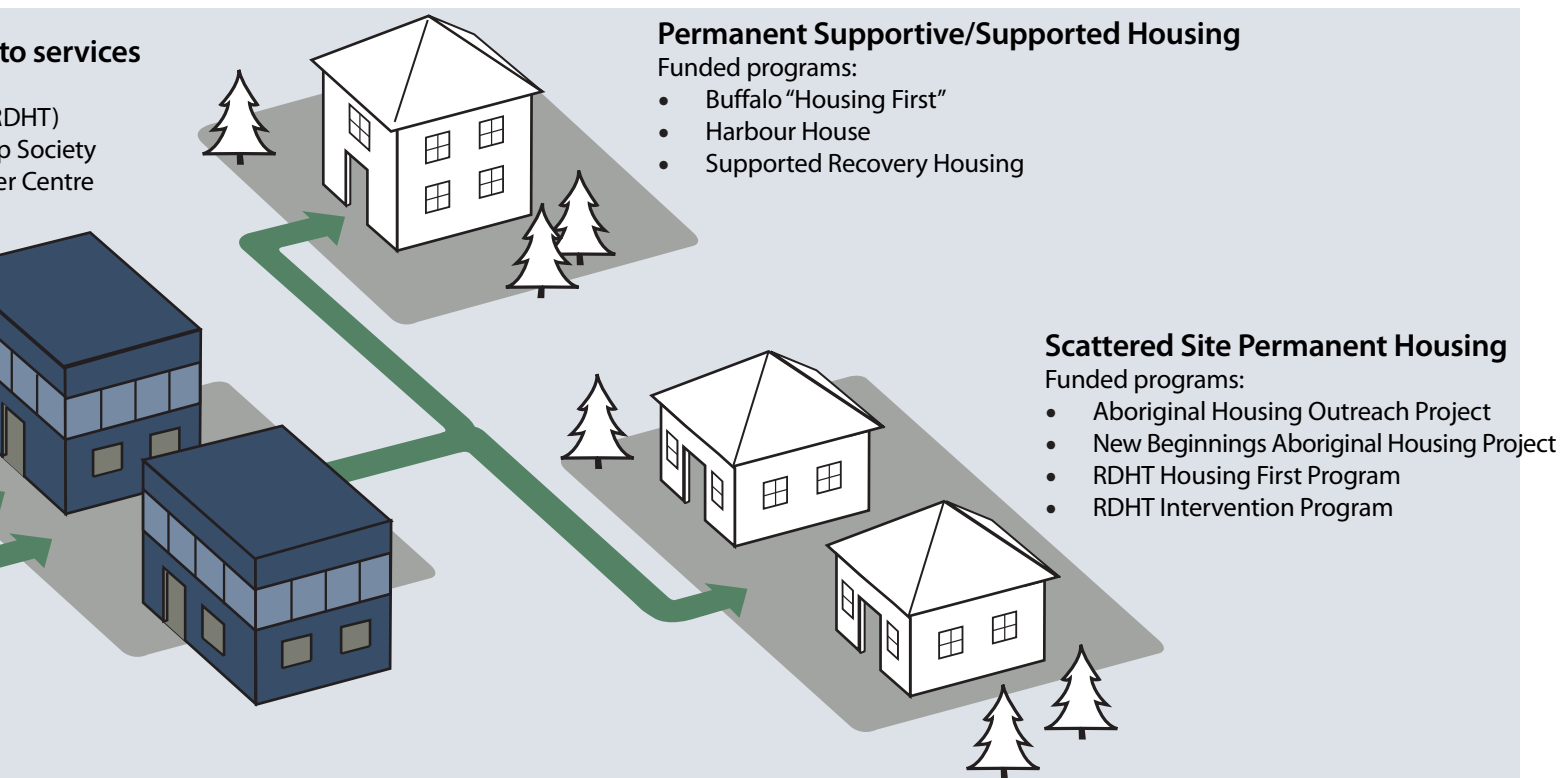 to services
RDHT)
p Society
er Centre
Permanent Supportive/Supported Housing
Funded programs:
• Buffalo “Housing First”
• Harbour House
• Supported Recovery Housing
Scattered Site Permanent Housing
Funded programs:
• Aboriginal Housing Outreach Project
• New Beginnings Aboriginal Housing Project
• RDHT Housing First Program
• RDHT Intervention Program